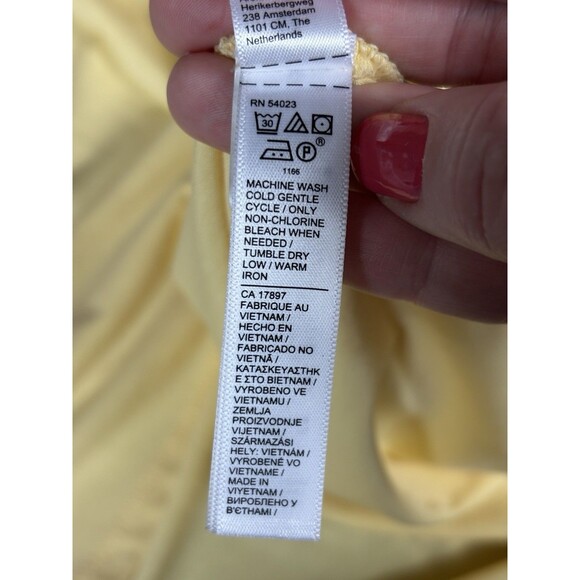 Herikerbergweg
238 Amsterdam
1101 CM, The
Netherlands
RN 54023
30
P
1166
MACHINE WASH
COLD GENTLE
CYCLE / ONLY
NON-CHLORINE
BLEACH WHEN
NEEDED /
TUMBLE DRY
LOW / WARM
IRON
CA 17897
FABRIQUE AU
VIETNAM /
HECHO EN
VIETNAM /
FABRICADO NO
VIETNÃ /
ΚΑΤΑΣΚΕΥΑΣΤΗΚ
Ε ΣΤΟ ΒΙΕΤΝΑΜ /
VYROBENO VE
VIETNAMU /
ZEMLJA
PROIZVODNJE
VIJETNAM /
SZÁRMAZÁSI
HELY: VIETNÁM /
VYROBENÉ VO
VIETNAME /
MADE IN
VIYETNAM /
ВИРОБЛЕНО У
В'ЄТНАМІ /